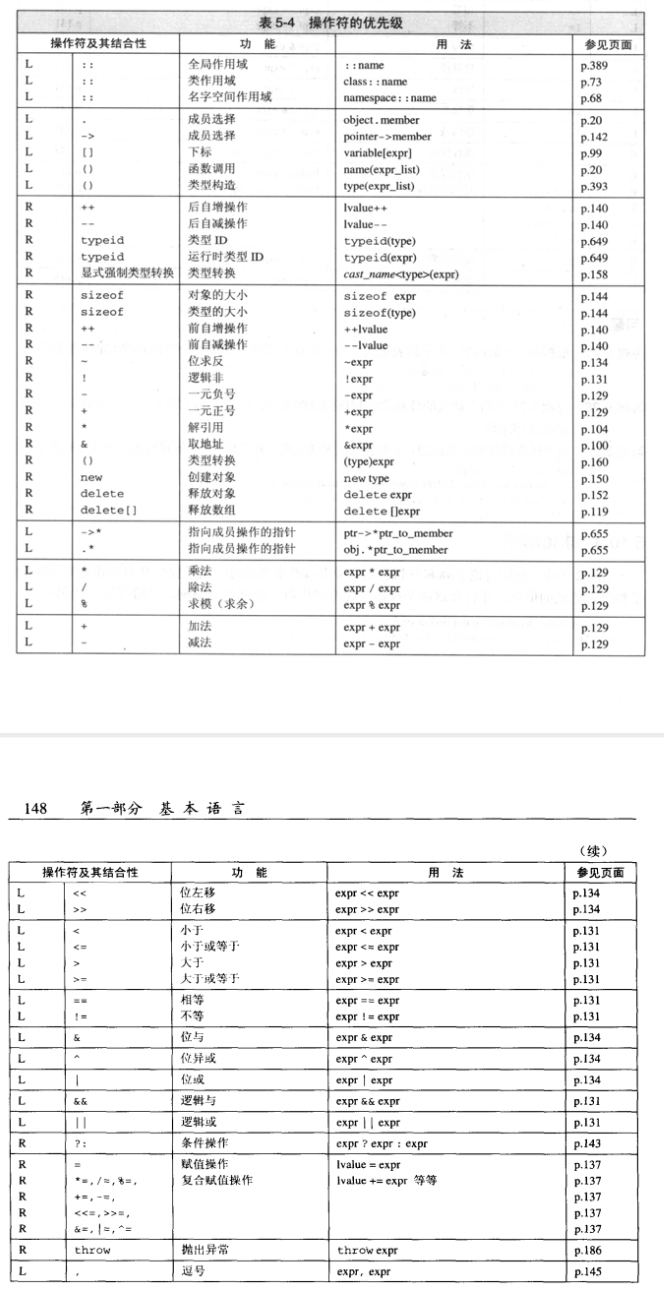 表 5-4 操作符的优先级
操作符及其结合性 功 能 用 法 参见页面
L :: 全局作用域 ::name p.389
L :: 类作用域 class::name p.73
L :: 名字空间作用域 namespace::name p.68
L . 成员选择 object.member p.20
L -> 成员选择 pointer->member p.142
L [] 下标 variable[expr] p.99
L () 函数调用 name(expr_list) p.20
L () 类型构造 type(expr_list) p.393
R ++ 后自增操作 lvalue++ p.140
R -- 后自减操作 lvalue-- p.140
R typeid 类型 ID typeid(type) p.649
R typeid 运行时类型 ID typeid(expr) p.649
R 显式强制类型转换 类型转换 cast_name<type>(expr) p.158
R sizeof 对象的大小 sizeof expr p.144
R sizeof 类型的大小 sizeof(type) p.144
R ++ 前自增操作 ++lvalue p.140
R -- 前自减操作 --lvalue p.140
R ~ 位求反 ~expr p.134
R ! 逻辑非 !expr p.131
R - 一元负号 -expr p.129
R + 一元正号 +expr p.129
R * 解引用 *expr p.104
R & 取地址 &expr p.100
R () 类型转换 (type)expr p.160
R new 创建对象 new type p.150
R delete 释放对象 delete expr p.152
R delete[] 释放数组 delete []expr p.119
L ->* 指向成员操作的指针 ptr->*ptr_to_member p.655
L .* 指向成员操作的指针 obj.*ptr_to_member p.655
L * 乘法 expr * expr p.129
L / 除法 expr / expr p.129
L % 求模（求余） expr % expr p.129
L + 加法 expr + expr p.129
L - 减法 expr - expr p.129
148 第一部分 基 本 语 言
（续）
操作符及其结合性 功 能 用 法 参见页面
L << 位左移 expr << expr p.134
L >> 位右移 expr >> expr p.134
L < 小于 expr < expr p.131
L <= 小于或等于 expr <= expr p.131
L > 大于 expr > expr p.131
L >= 大于或等于 expr >= expr p.131
L == 相等 expr == expr p.131
L != 不等 expr != expr p.131
L & 位与 expr & expr p.134
L ^ 位异或 expr ^ expr p.134
L | 位或 expr | expr p.134
L && 逻辑与 expr && expr p.131
L || 逻辑或 expr || expr p.131
R ?: 条件操作 expr ? expr : expr p.143
R = 赋值操作 lvalue = expr p.137
R *=,/=,%=, 复合赋值操作 lvalue += expr 等等 p.137
R +=,-=, p.137
R <<=,>>=, p.137
R &=,|=,^= p.137
R throw 抛出异常 throw expr p.186
L , 逗号 expr, expr p.145